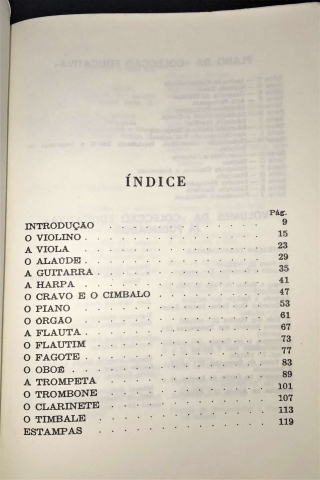 ÍNDICE
Pág.
INTRODUÇÃO . . . . . . . . . . 9
O VIOLINO . . . . . . . . . . 15
A VIOLA . . . . . . . . . . 23
O ALAÚDE . . . . . . . . . . 29
A GUITARRA . . . . . . . . . . 35
A HARPA . . . . . . . . . . 41
O CRAVO E O CIMBALO . . . . . . . 47
O PIANO . . . . . . . . . . 53
O ÓRGÃO . . . . . . . . . . 61
A FLAUTA . . . . . . . . . . 67
O FLAUTIM . . . . . . . . . . 73
O FAGOTE . . . . . . . . . . 77
O OBOÉ . . . . . . . . . . 83
A TROMPETA . . . . . . . . . . 89
O TROMBONE . . . . . . . . . . 101
O CLARINETE . . . . . . . . . . 107
O TIMBALE . . . . . . . . . . 113
ESTAMPAS . . . . . . . . . . 119